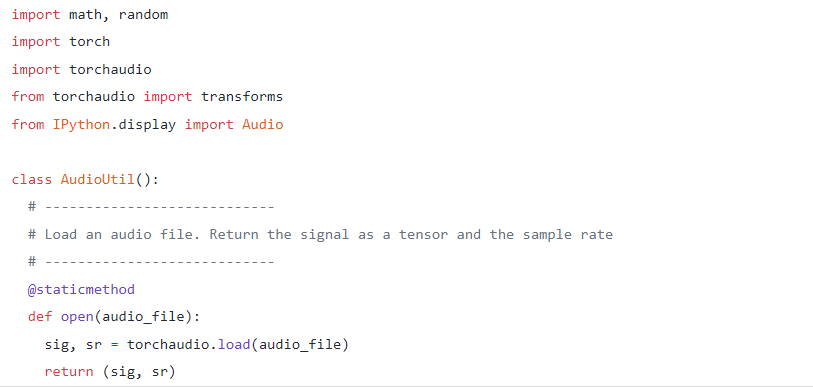 import math, random
import torch
import torchaudio
from torchaudio import transforms
from IPython.display import Audio
class AudioUtil():
  # ----------------------------
  # Load an audio file. Return the signal as a tensor and the sample rate
  # ----------------------------
  @staticmethod
  def open(audio_file):
    sig, sr = torchaudio.load(audio_file)
    return (sig, sr)